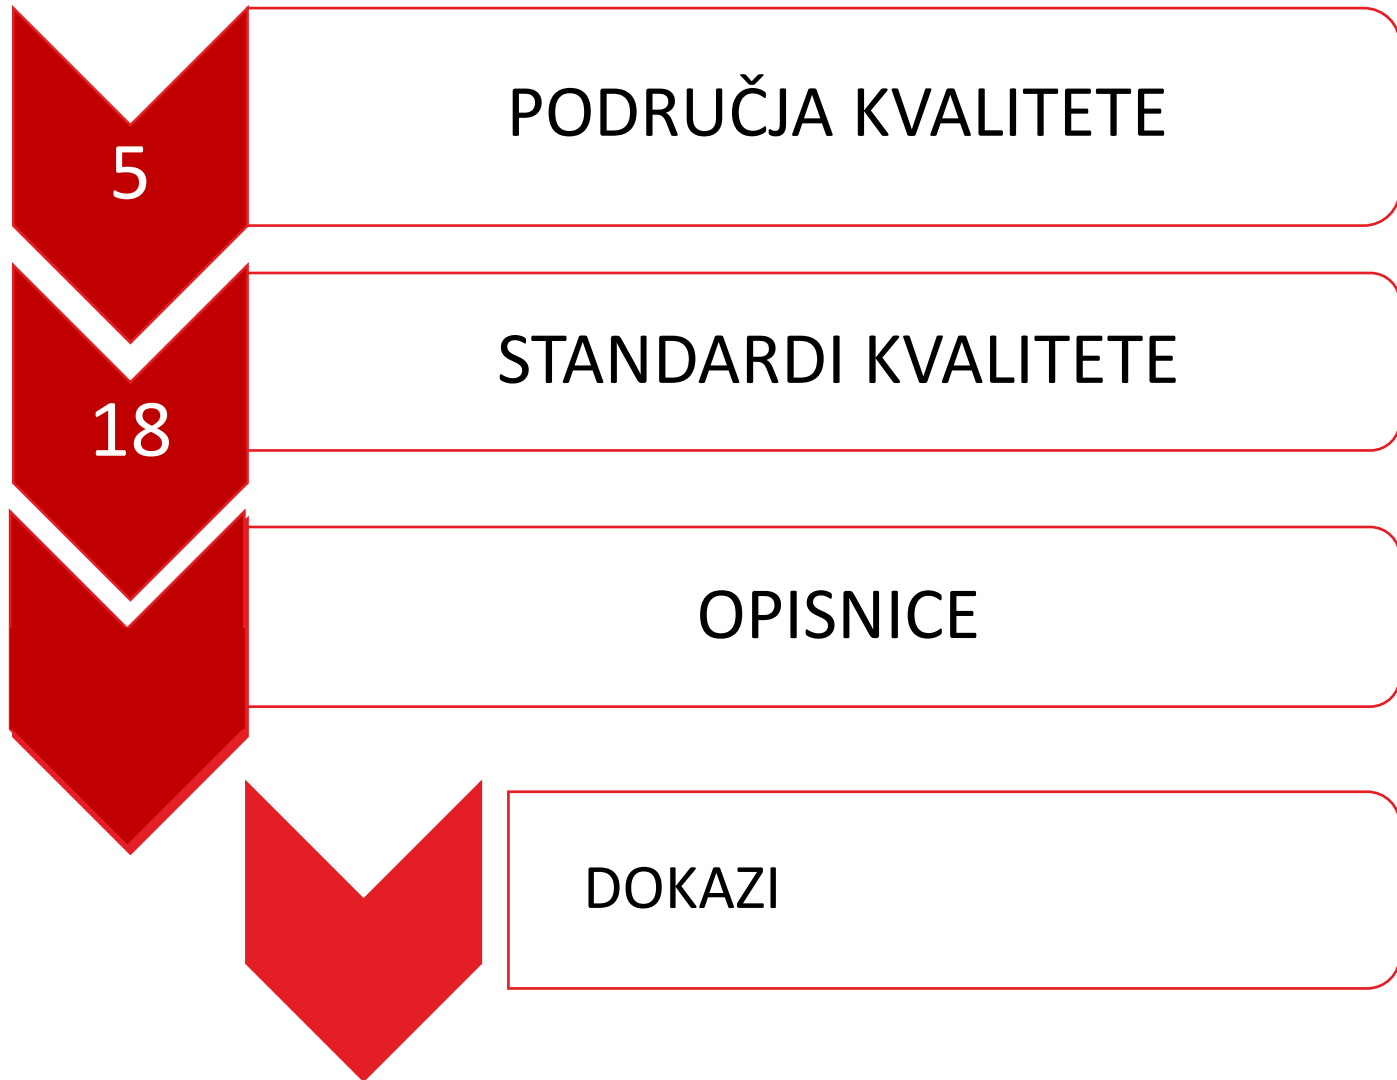 5
PODRUČJA KVALITETE
18
STANDARDI KVALITETE
OPISNICE
DOKAZI